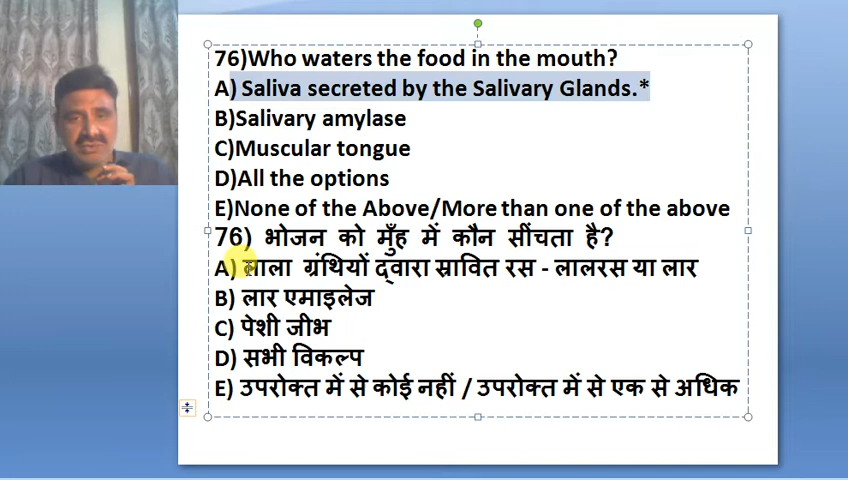 76)Who waters the food in the mouth?
A) Saliva secreted by the Salivary Glands.*
B)Salivary amylase
C)Muscular tongue
D)All the options
E)None of the Above/More than one of the above
76) भोजन को मुँह में कौन सींचता है?
A) लाला ग्रंथियों द्वारा स्रावित रस - लालरस या लार
B) लार एमाइलेज
C) पेशी जीभ
D) सभी विकल्प
E) उपरोक्त में से कोई नहीं / उपरोक्त में से एक से अधिक